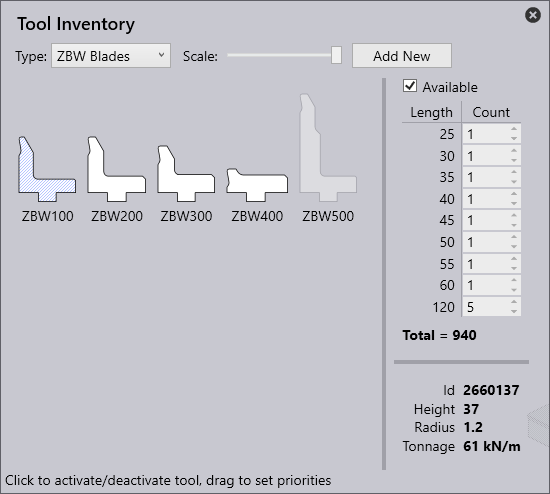 Tool Inventory
Type: ZBW Blades Scale: Add New
Available
Length Count
25 1
30 1
35 1
40 1
45 1
50 1
55 1
60 1
120 5
Total = 940
ZBW100 ZBW200 ZBW300 ZBW400 ZBW500
Id 2660137
Height 37
Radius 1.2
Tonnage 61 kN/m
Click to activate/deactivate tool, drag to set priorities